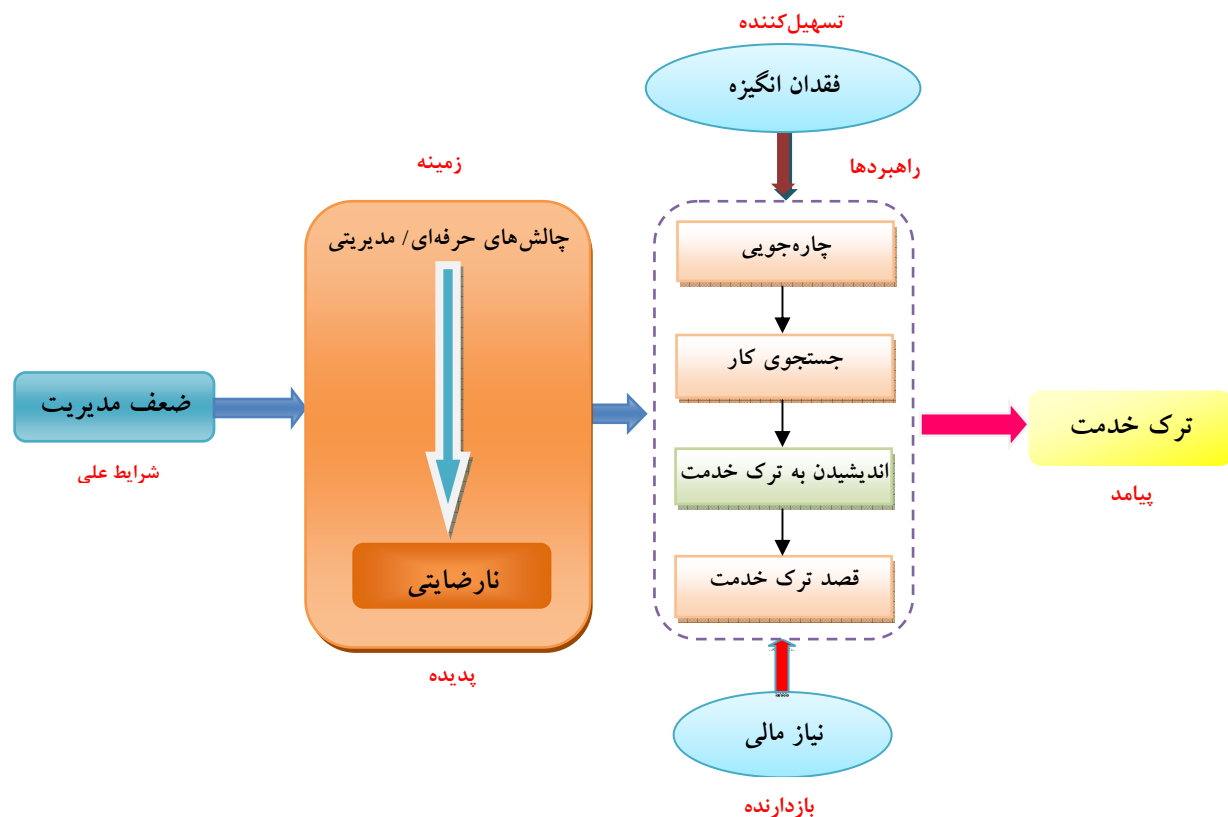 تسهیل‌کننده
فقدان انگیزه
زمینه
راهبردها
چالش‌های حرفه‌ای/ مدیریتی
چاره‌جویی
جستجوی کار
ضعف مدیریت
ترک خدمت
شرایط علی
اندیشیدن به ترک خدمت
پیامد
نارضایتی
قصد ترک خدمت
پدیده
نیاز مالی
بازدارنده